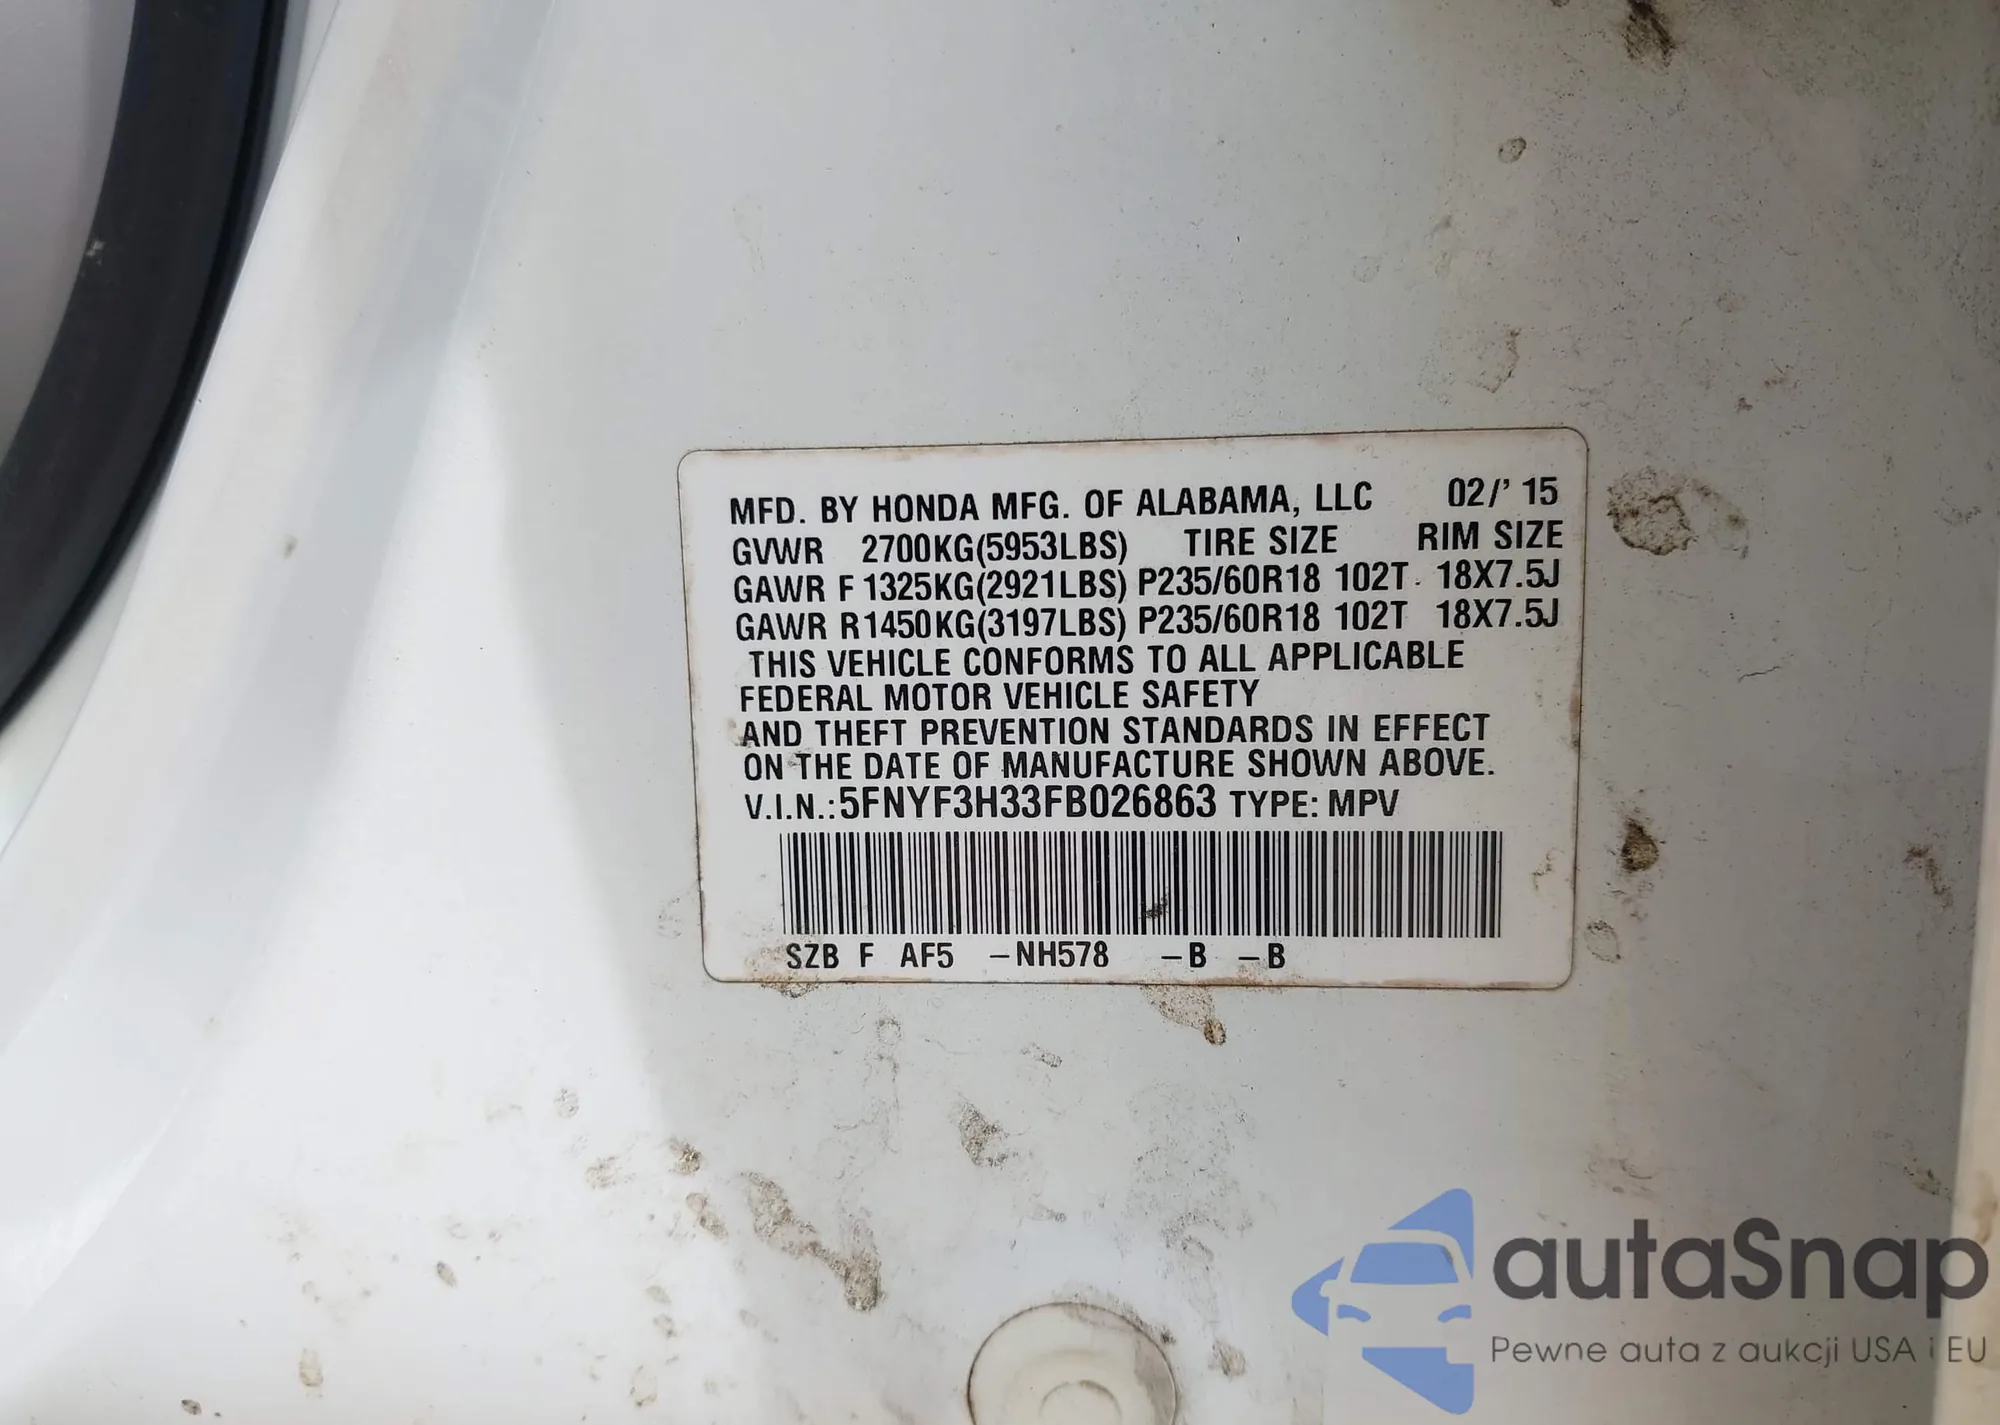 MFD. BY HONDA MFG. OF ALABAMA, LLC 02/' 15
GVWR 2700KG(5953LBS) TIRE SIZE RIM SIZE
GAWR F 1325KG(2921LBS) P235/60R18 102T 18X7.5J
GAWR R1450KG(3197LBS) P235/60R18 102T 18X7.5J
THIS VEHICLE CONFORMS TO ALL APPLICABLE
FEDERAL MOTOR VEHICLE SAFETY
AND THEFT PREVENTION STANDARDS IN EFFECT
ON THE DATE OF MANUFACTURE SHOWN ABOVE.
V.I.N.:5FNYF3H33FB026863 TYPE: MPV
SZB F AF5 -NH578 -B -B
autaSnap
Pewne auta z aukcji USA i EU